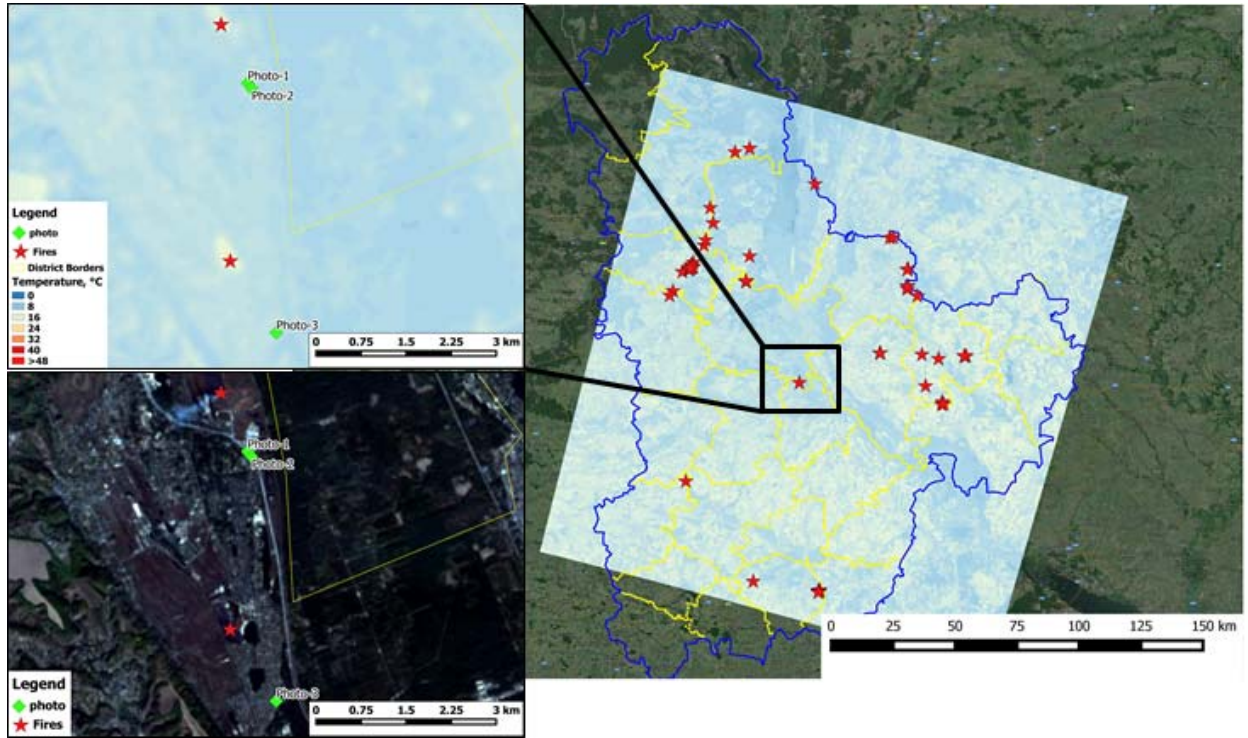 Photo-1
Photo-2
Photo-3
Legend
photo
Fires
District Borders
Temperature, °C
0
8
16
24
32
40
>48
0 0.75 1.5 2.25 3 km
Photo-1
Photo-2
Photo-3
Legend
photo
Fires
0 0.75 1.5 2.25 3 km
0 25 50 75 100 125 150 km